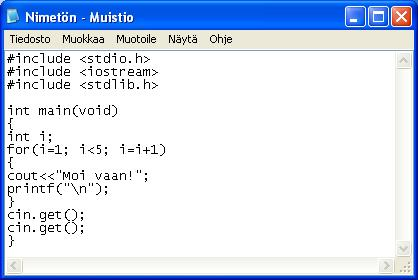 Nimetön - Muistio
Tiedosto Muokkaa Muotoile Näytä Ohje
#include <stdio.h>
#include <iostream>
#include <stdlib.h>

int main(void)
{
int i;
for(i=1; i<5; i=i+1)
{
cout<<"Moi vaan!";
printf("\n");
}
cin.get();
cin.get();
}